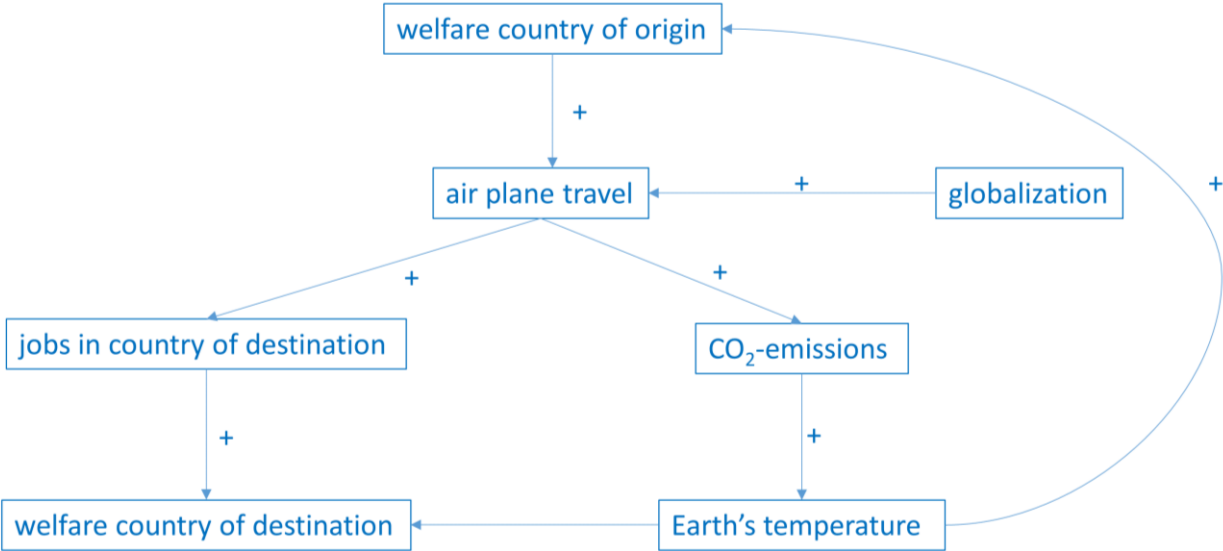 welfare country of origin
+
air plane travel
+
globalization
+
+
+
jobs in country of destination
CO₂-emissions
+
+
welfare country of destination
Earth’s temperature